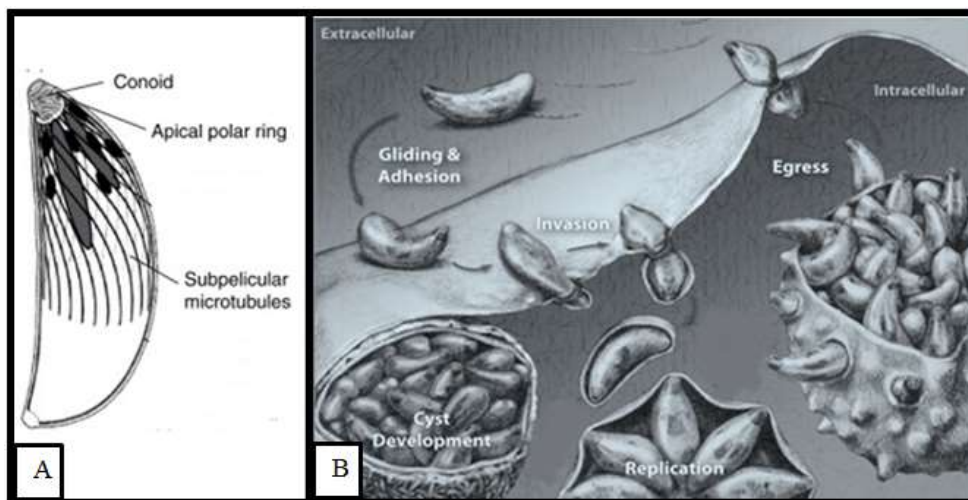 Conoid
Apical polar ring
Subpelicular
microtubules
A
Extracellular
Intracellular
Gliding &
Adhesion
Egress
Invasion
Cyst
Development
Replication
B